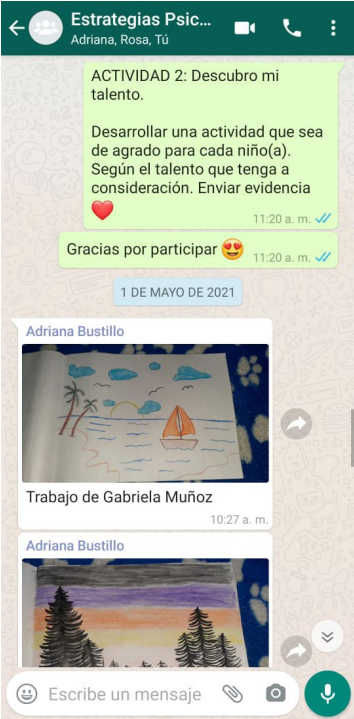 Estrategias Psic...
Adriana, Rosa, Tú
ACTIVIDAD 2: Descubro mi
talento.
Desarrollar una actividad que sea
de agrado para cada niño(a).
Según el talento que tenga a
consideración. Enviar evidencia
11:20 a. m.
Gracias por participar
11:20 a. m.
1 DE MAYO DE 2021
Adriana Bustillo
Trabajo de Gabriela Muñoz
10:27 a. m.
Adriana Bustillo
Escribe un mensaje